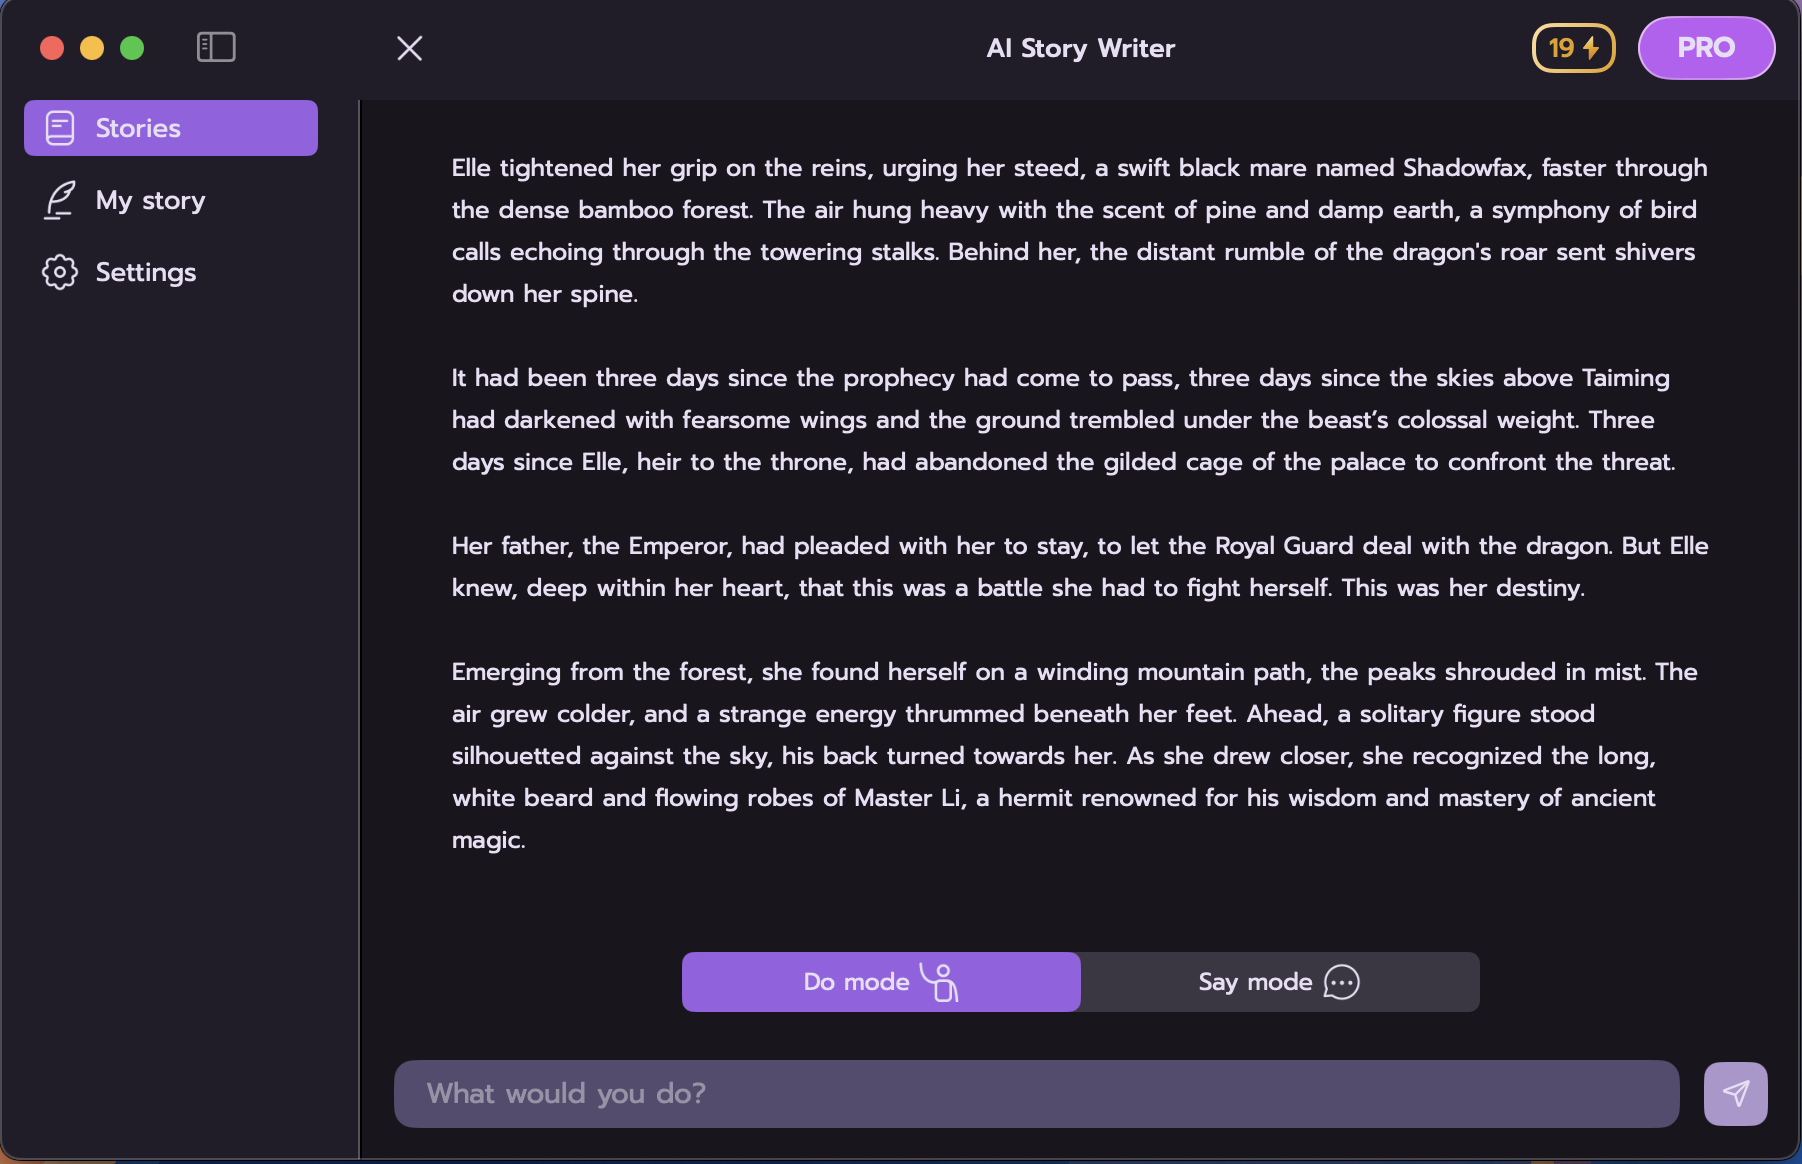 AI Story Writer
19
PRO
Stories
My story
Settings
Elle tightened her grip on the reins, urging her steed, a swift black mare named Shadowfax, faster through
the dense bamboo forest. The air hung heavy with the scent of pine and damp earth, a symphony of bird
calls echoing through the towering stalks. Behind her, the distant rumble of the dragon's roar sent shivers
down her spine.
It had been three days since the prophecy had come to pass, three days since the skies above Taiming
had darkened with fearsome wings and the ground trembled under the beast’s colossal weight. Three
days since Elle, heir to the throne, had abandoned the gilded cage of the palace to confront the threat.
Her father, the Emperor, had pleaded with her to stay, to let the Royal Guard deal with the dragon. But Elle
knew, deep within her heart, that this was a battle she had to fight herself. This was her destiny.
Emerging from the forest, she found herself on a winding mountain path, the peaks shrouded in mist. The
air grew colder, and a strange energy thrummed beneath her feet. Ahead, a solitary figure stood
silhouetted against the sky, his back turned towards her. As she drew closer, she recognized the long,
white beard and flowing robes of Master Li, a hermit renowned for his wisdom and mastery of ancient
magic.
Do mode
Say mode
What would you do?